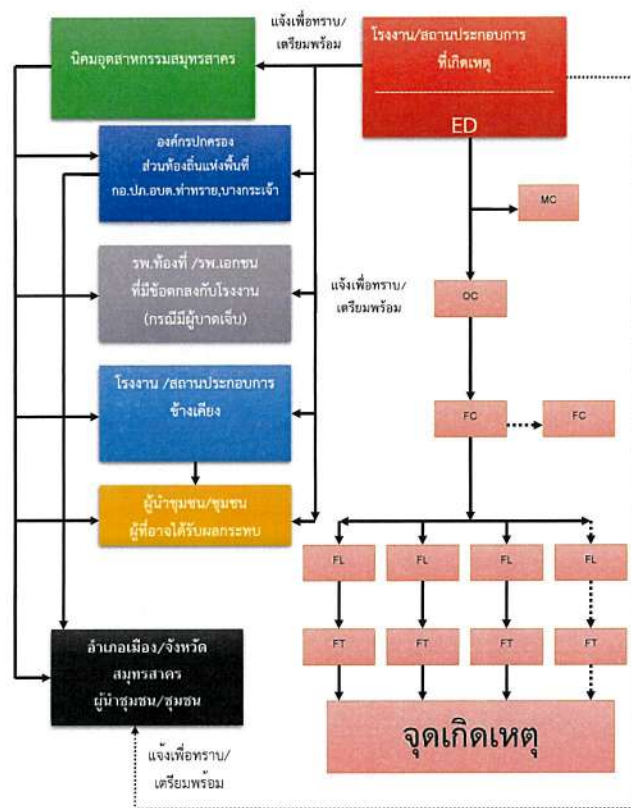 แจ้งเพื่อทราบ/
เตรียมพร้อม
นิคมอุตสาหกรรมสมุทรสาคร
โรงงาน/สถานประกอบการ
ที่เกิดเหตุ
ED
องค์กรปกครอง
ส่วนท้องถิ่นแห่งพื้นที่
กอ.ปภ.อบต.ท่าทราย,บางกระเจ้า
MC
รพ.ท้องที่ /รพ.เอกชน
ที่มีข้อตกลงกับโรงงาน
(กรณีมีผู้บาดเจ็บ)
แจ้งเพื่อทราบ/
เตรียมพร้อม
OC
โรงงาน /สถานประกอบการ
ข้างเคียง
FC
FC
ผู้นำชุมชน/ชุมชน
ผู้ที่อาจได้รับผลกระทบ
FL
FL
FL
FL
FT
FT
FT
FT
อำเภอเมือง/จังหวัด
สมุทรสาคร
ผู้นำชุมชน/ชุมชน
จุดเกิดเหตุ
แจ้งเพื่อทราบ/
เตรียมพร้อม